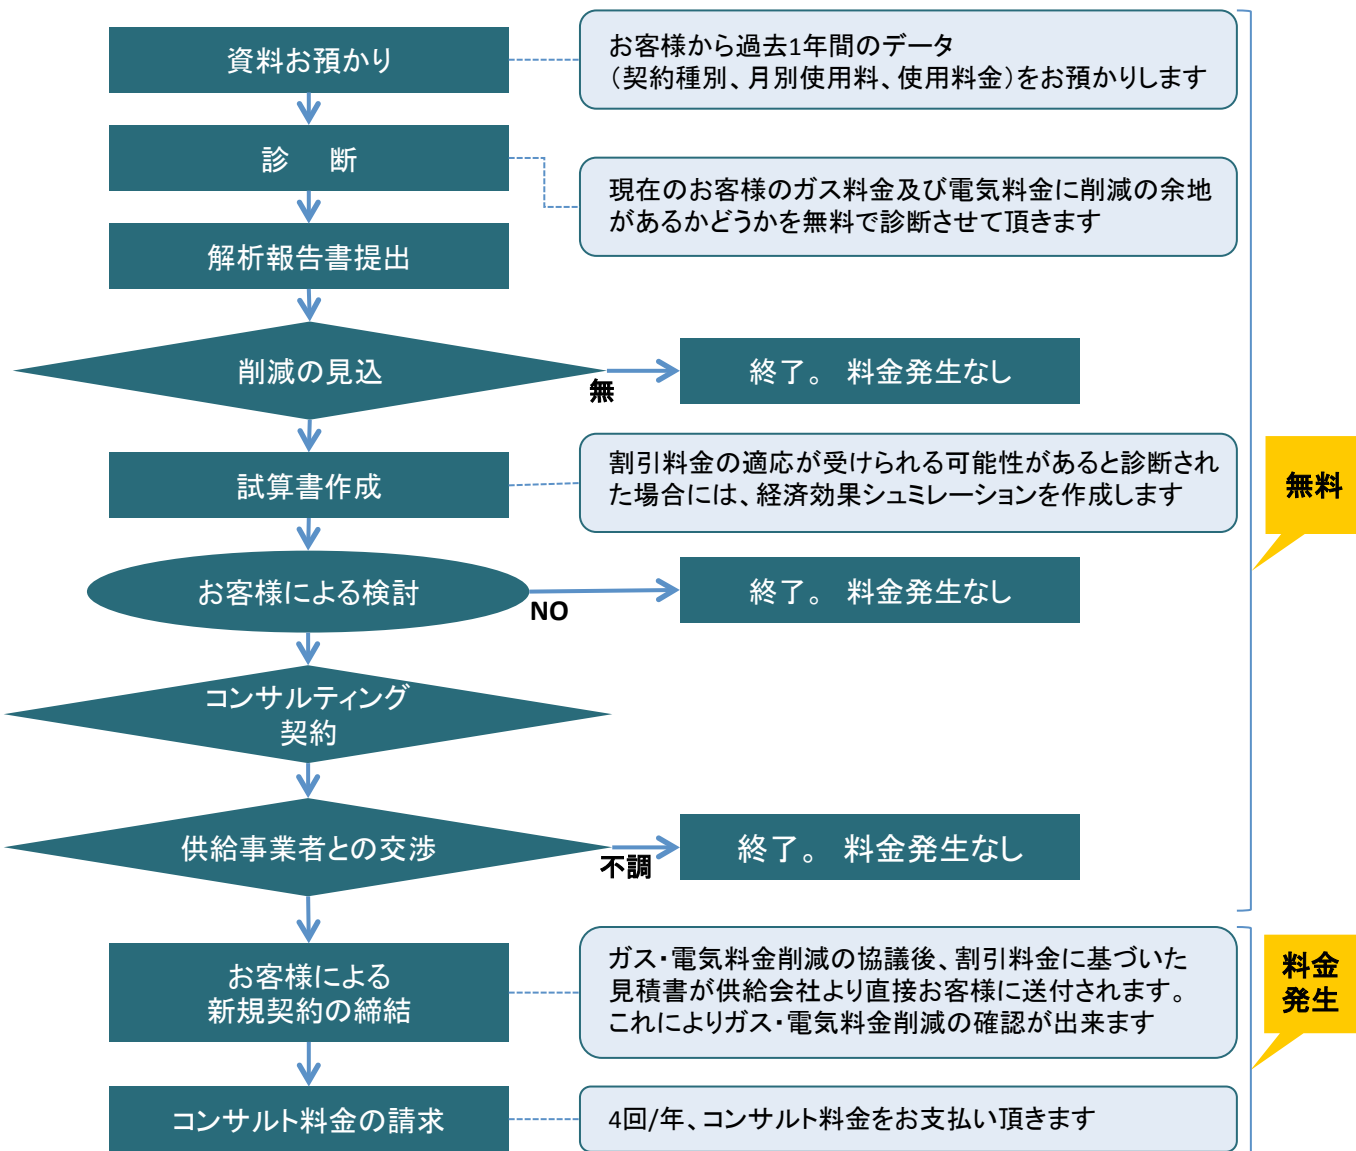 資料お預かり
お客様から過去1年間のデータ
（契約種別、月別使用料、使用料金）をお預かりします
診 断
現在のお客様のガス料金及び電気料金に削減の余地
があるかどうかを無料で診断させて頂きます
解析報告書提出
削減の見込
無
終了。 料金発生なし
試算書作成
割引料金の適応が受けられる可能性があると診断され
た場合には、経済効果シュミレーションを作成します
無料
お客様による検討
NO
終了。 料金発生なし
コンサルティング
契約
供給事業者との交渉
不調
終了。 料金発生なし
お客様による
新規契約の締結
ガス・電気料金削減の協議後、割引料金に基づいた
見積書が供給会社より直接お客様に送付されます。
これによりガス・電気料金削減の確認が出来ます
料金
発生
コンサルト料金の請求
4回/年、コンサルト料金をお支払い頂きます